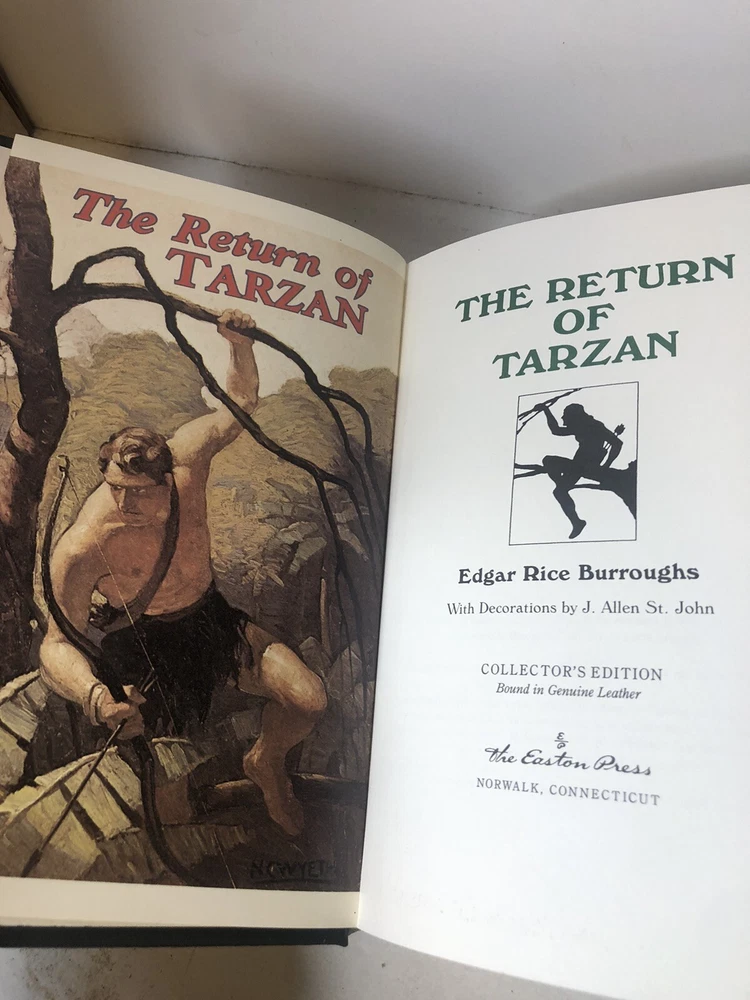 The Return of
TARZAN
N.C. WYETH
THE RETURN
OF
TARZAN
Edgar Rice Burroughs
With Decorations by J. Allen St. John
COLLECTOR'S EDITION
Bound in Genuine Leather
E/P
the Easton Press
NORWALK, CONNECTICUT